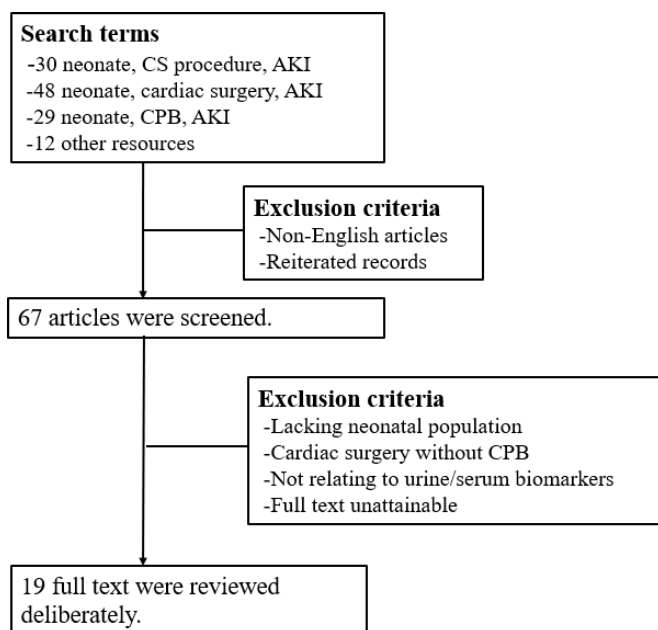 Search terms
-30 neonate, CS procedure, AKI
-48 neonate, cardiac surgery, AKI
-29 neonate, CPB, AKI
-12 other resources
Exclusion criteria
-Non-English articles
-Reiterated records
67 articles were screened.
Exclusion criteria
-Lacking neonatal population
-Cardiac surgery without CPB
-Not relating to urine/serum biomarkers
-Full text unattainable
19 full text were reviewed
deliberately.